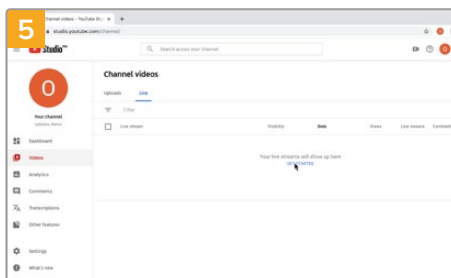 5
Channel videos - YouTube St
studio.youtube.com/channel/
Studio
Search across your channel
O
O
Your channel
Channel videos
Uploads Live
Filter
Live stream Visibility Date Views Live viewers Comment
Your live streams will show up here
GET STARTED
Dashboard
Videos
Analytics
Comments
Transcriptions
Other features
Settings
What's new